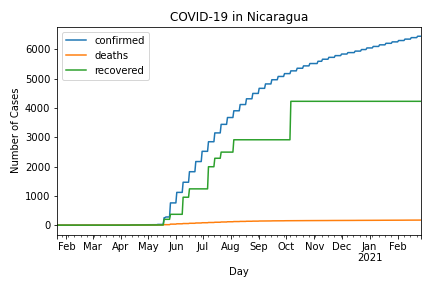 COVID-19 in Nicaragua
confirmed
deaths
recovered
Number of Cases
6000
5000
4000
3000
2000
1000
0
Feb Mar Apr May Jun Jul Aug Sep Oct Nov Dec Jan Feb
2021
Day